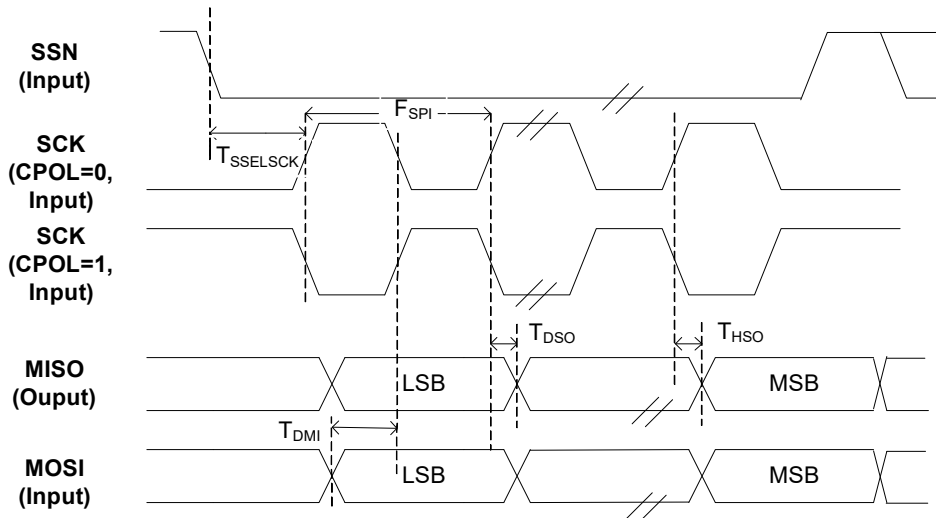 SSN
(Input)
F_SPI
SCK
(CPOL=0,
Input)
T_SSELSCK
SCK
(CPOL=1,
Input)
T_DSO
T_HSO
MISO
(Ouput)
LSB
MSB
T_DMI
MOSI
(Input)
LSB
MSB